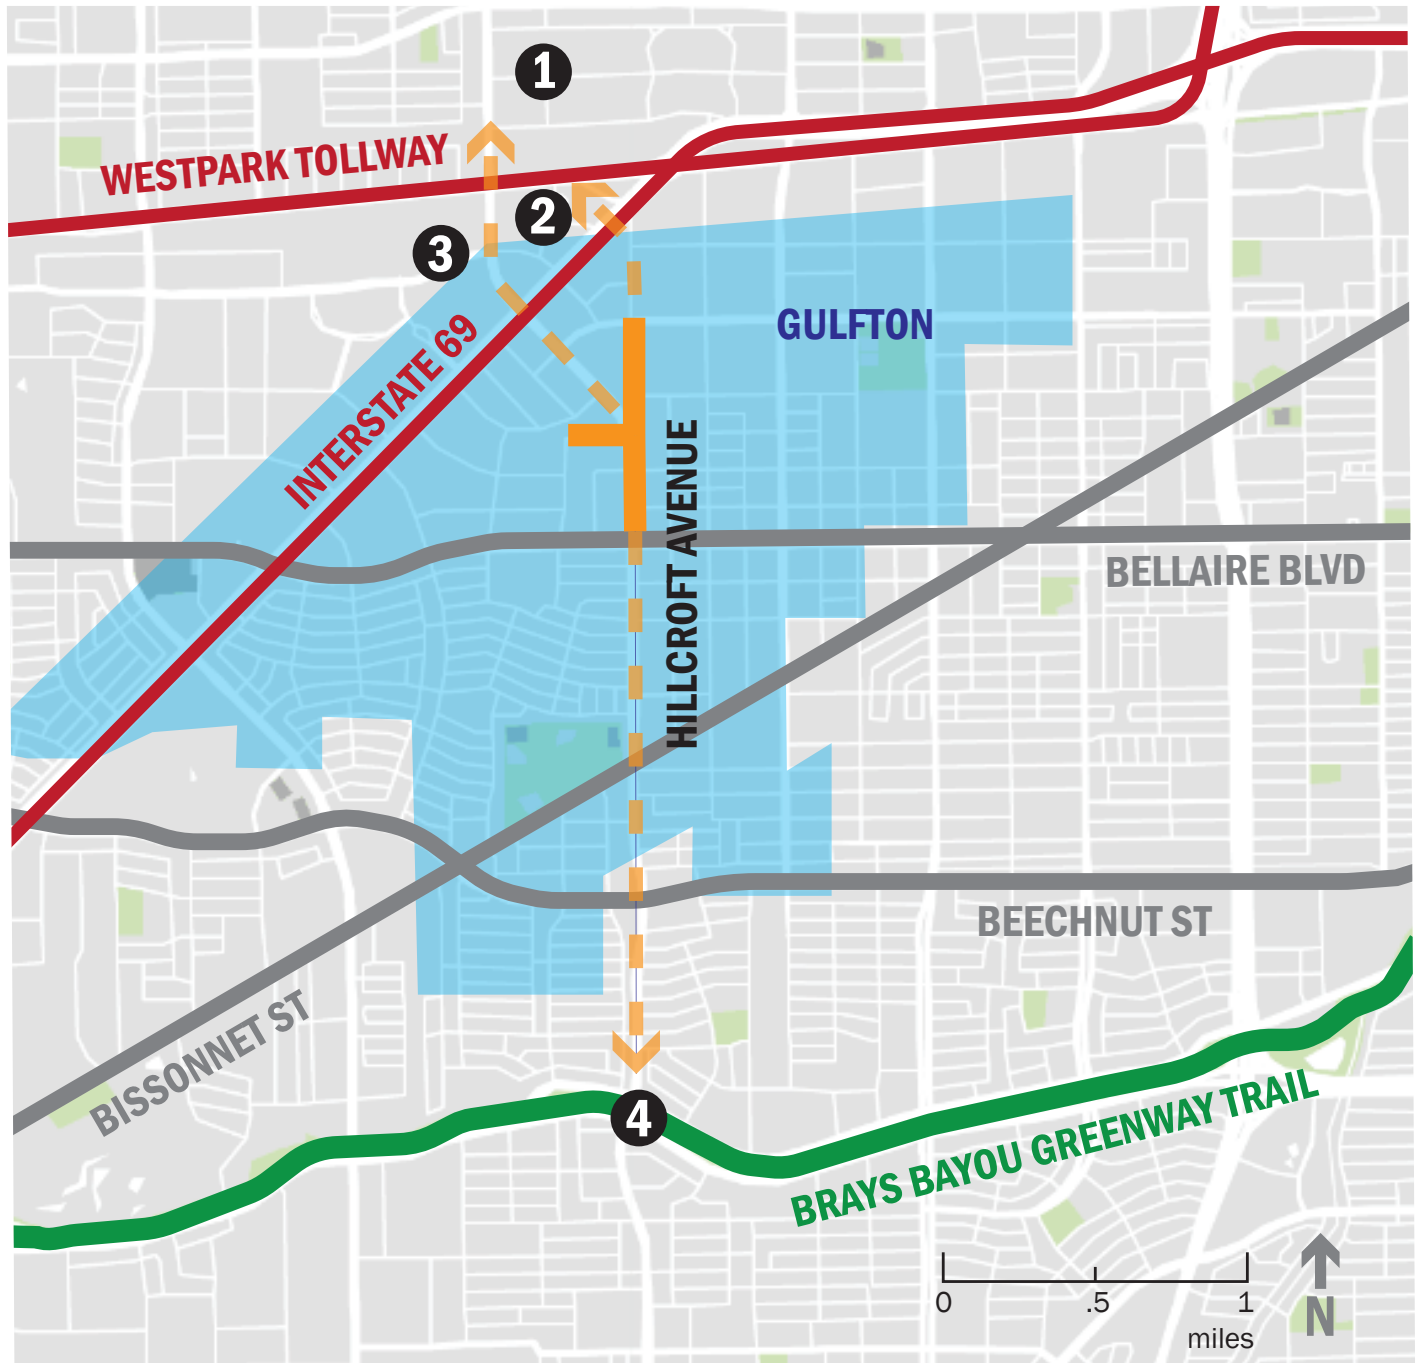 1
WESTPARK TOLLWAY
2
3
GULFTON
INTERSTATE 69
HILLCROFT AVENUE
BELLAIRE BLVD
BEECHNUT ST
BISSONNET ST
4
BRAYS BAYOU GREENWAY TRAIL
0 .5 1
miles
N